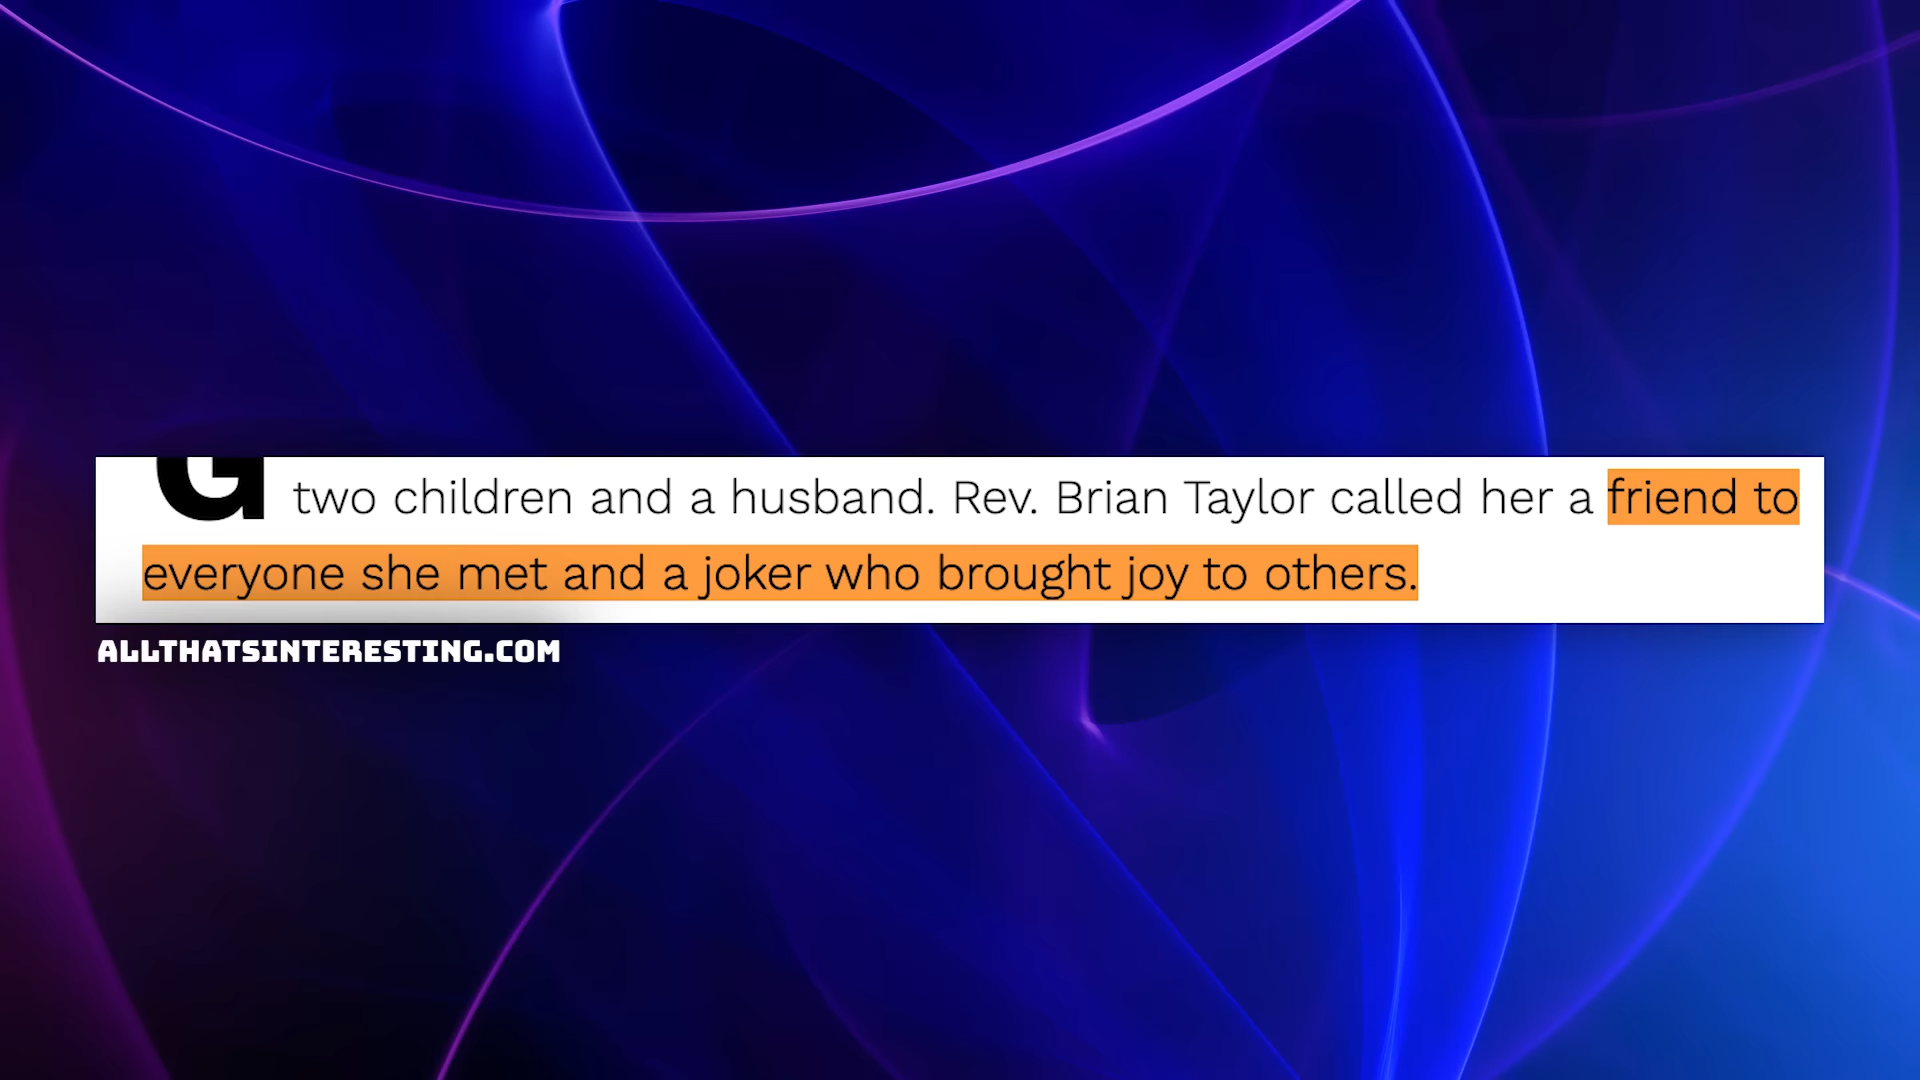 G two children and a husband. Rev. Brian Taylor called her a friend to
everyone she met and a joker who brought joy to others.
ALLTHATSINTERESTING.COM